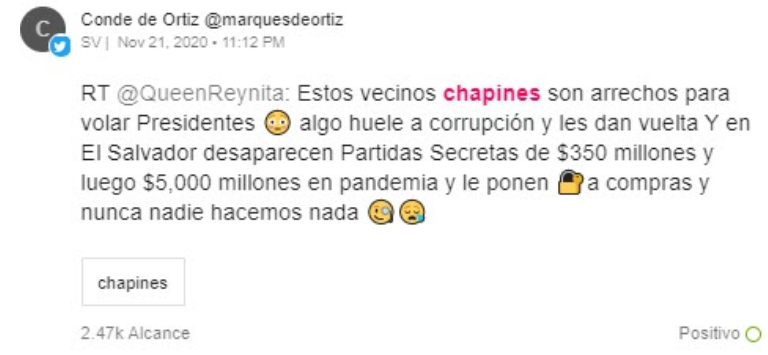 C
Conde de Ortiz @marquesdeortiz
SV | Nov 21, 2020 • 11:12 PM
RT @QueenReynita: Estos vecinos chapines son arrechos para
volar Presidentes 😳 algo huele a corrupción y les dan vuelta Y en
El Salvador desaparecen Partidas Secretas de $350 millones y
luego $5,000 millones en pandemia y le ponen 🔐 a compras y
nunca nadie hacemos nada 🧐 😪
chapines
2.47k Alcance
Positivo